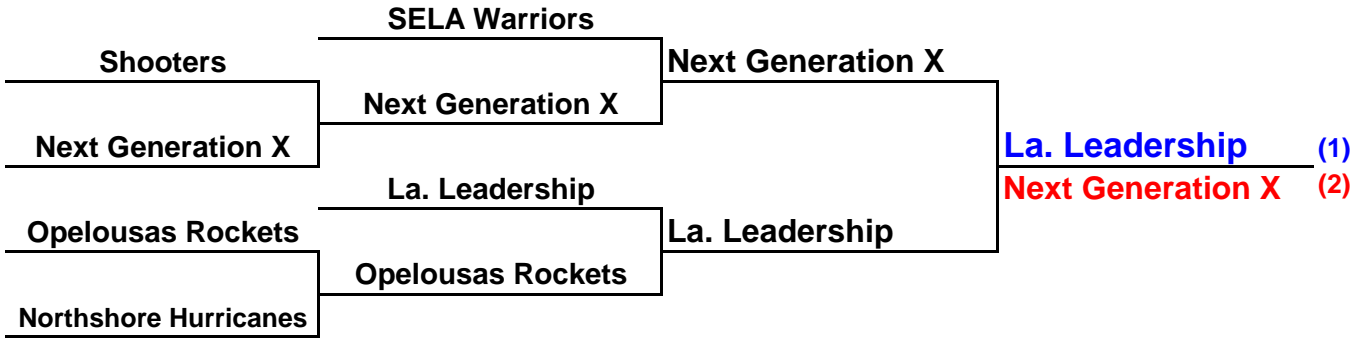 SELA Warriors
Shooters
Next Generation X
Next Generation X
Next Generation X
La. Leadership (1)
La. Leadership
Next Generation X (2)
Opelousas Rockets
La. Leadership
Opelousas Rockets
Northshore Hurricanes